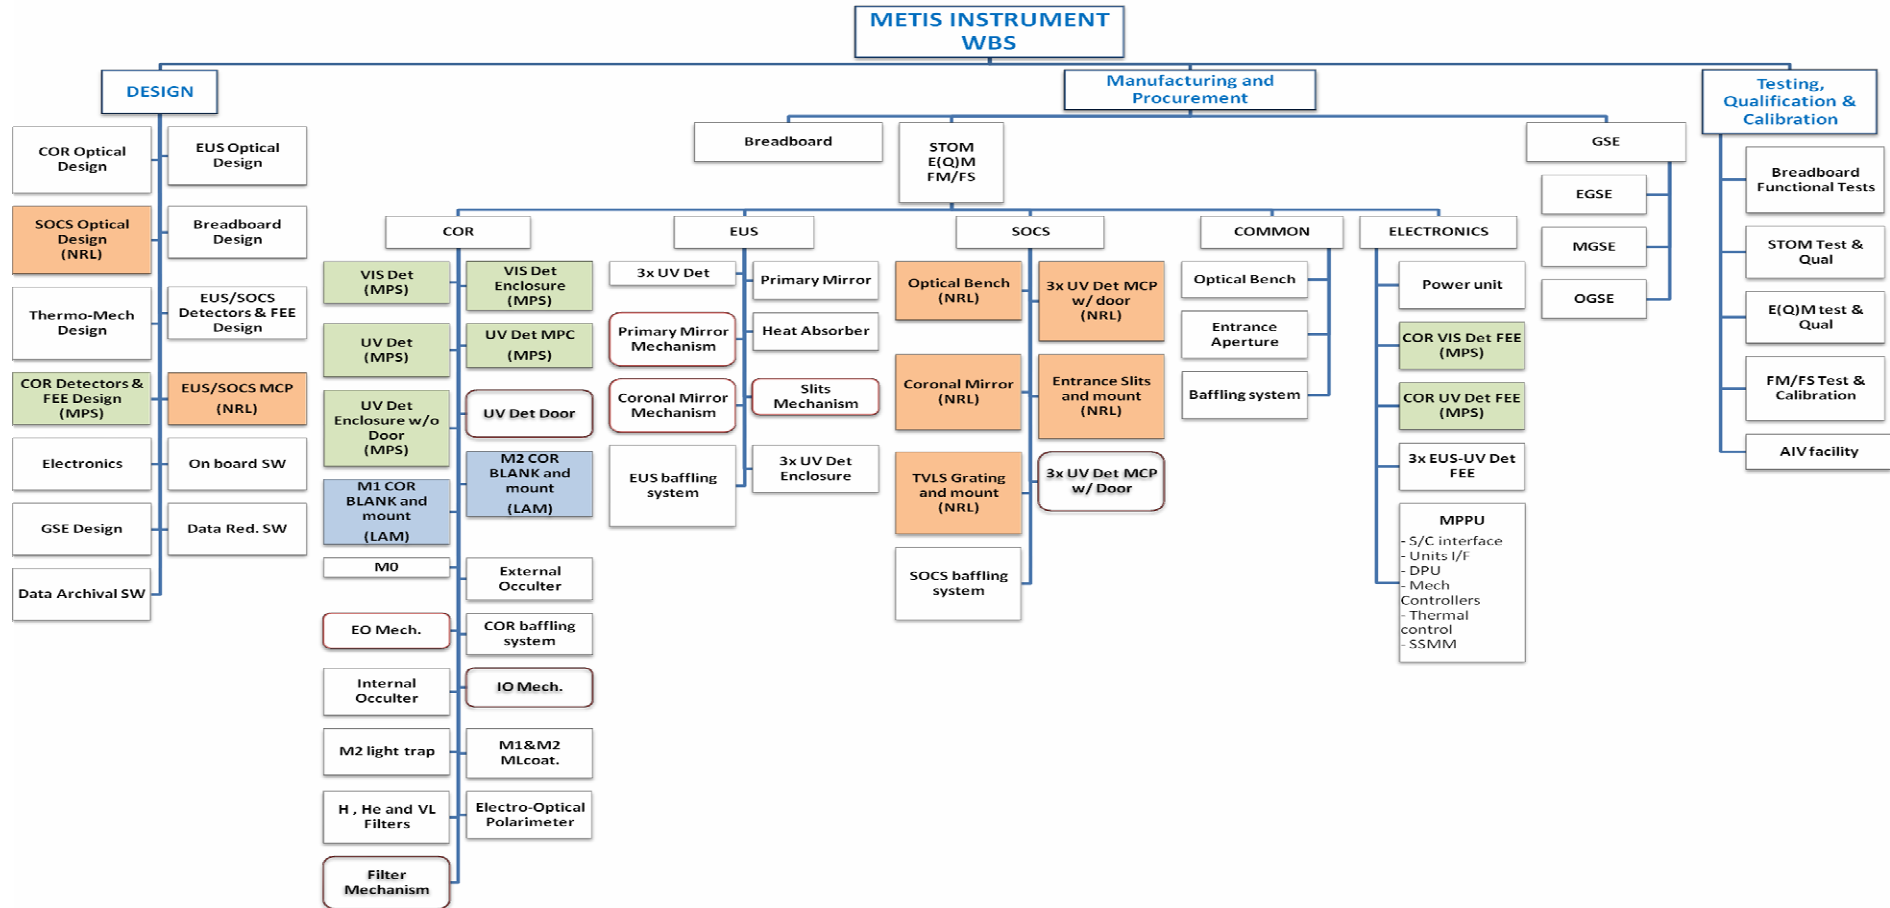 METIS INSTRUMENT
WBS
DESIGN
COR Optical
Design
EUS Optical
Design
SOCS Optical
Design
(NRL)
Breadboard
Design
Thermo-Mech
Design
EUS/SOCS
Detectors & FEE
Design
COR Detectors &
FEE Design
(MPS)
EUS/SOCS MCP
(NRL)
Electronics
On board SW
GSE Design
Data Red. SW
Data Archival SW
Manufacturing and
Procurement
Breadboard
STOM
E(Q)M
FM/FS
COR
VIS Det
(MPS)
VIS Det
Enclosure
(MPS)
UV Det
(MPS)
UV Det MPC
(MPS)
UV Det
Enclosure w/o
Door
(MPS)
UV Det Door
M1 COR
BLANK and
mount
(LAM)
M2 COR
BLANK and
mount
(LAM)
M0
External
Occulter
EO Mech.
COR baffling
system
Internal
Occulter
IO Mech.
M2 light trap
M1&M2
MLcoat.
H , He and VL
Filters
Electro-Optical
Polarimeter
Filter
Mechanism
EUS
3x UV Det
Primary Mirror
Primary Mirror
Mechanism
Heat Absorber
Coronal Mirror
Mechanism
Slits
Mechanism
EUS baffling
system
3x UV Det
Enclosure
SOCS
Optical Bench
(NRL)
3x UV Det MCP
w/ door
(NRL)
Coronal Mirror
(NRL)
Entrance Slits
and mount
(NRL)
TVLS Grating
and mount
(NRL)
3x UV Det MCP
w/ Door
SOCS baffling
system
COMMON
Optical Bench
Entrance
Aperture
Baffling system
ELECTRONICS
Power unit
COR VIS Det FEE
(MPS)
COR UV Det FEE
(MPS)
3x EUS-UV Det
FEE
MPPU
- S/C interface
- Units I/F
- DPU
- Mech
Controllers
- Thermal
control
- SSMM
GSE
EGSE
MGSE
OGSE
Testing,
Qualification &
Calibration
Breadboard
Functional Tests
STOM Test &
Qual
E(Q)M test &
Qual
FM/FS Test &
Calibration
AIV facility